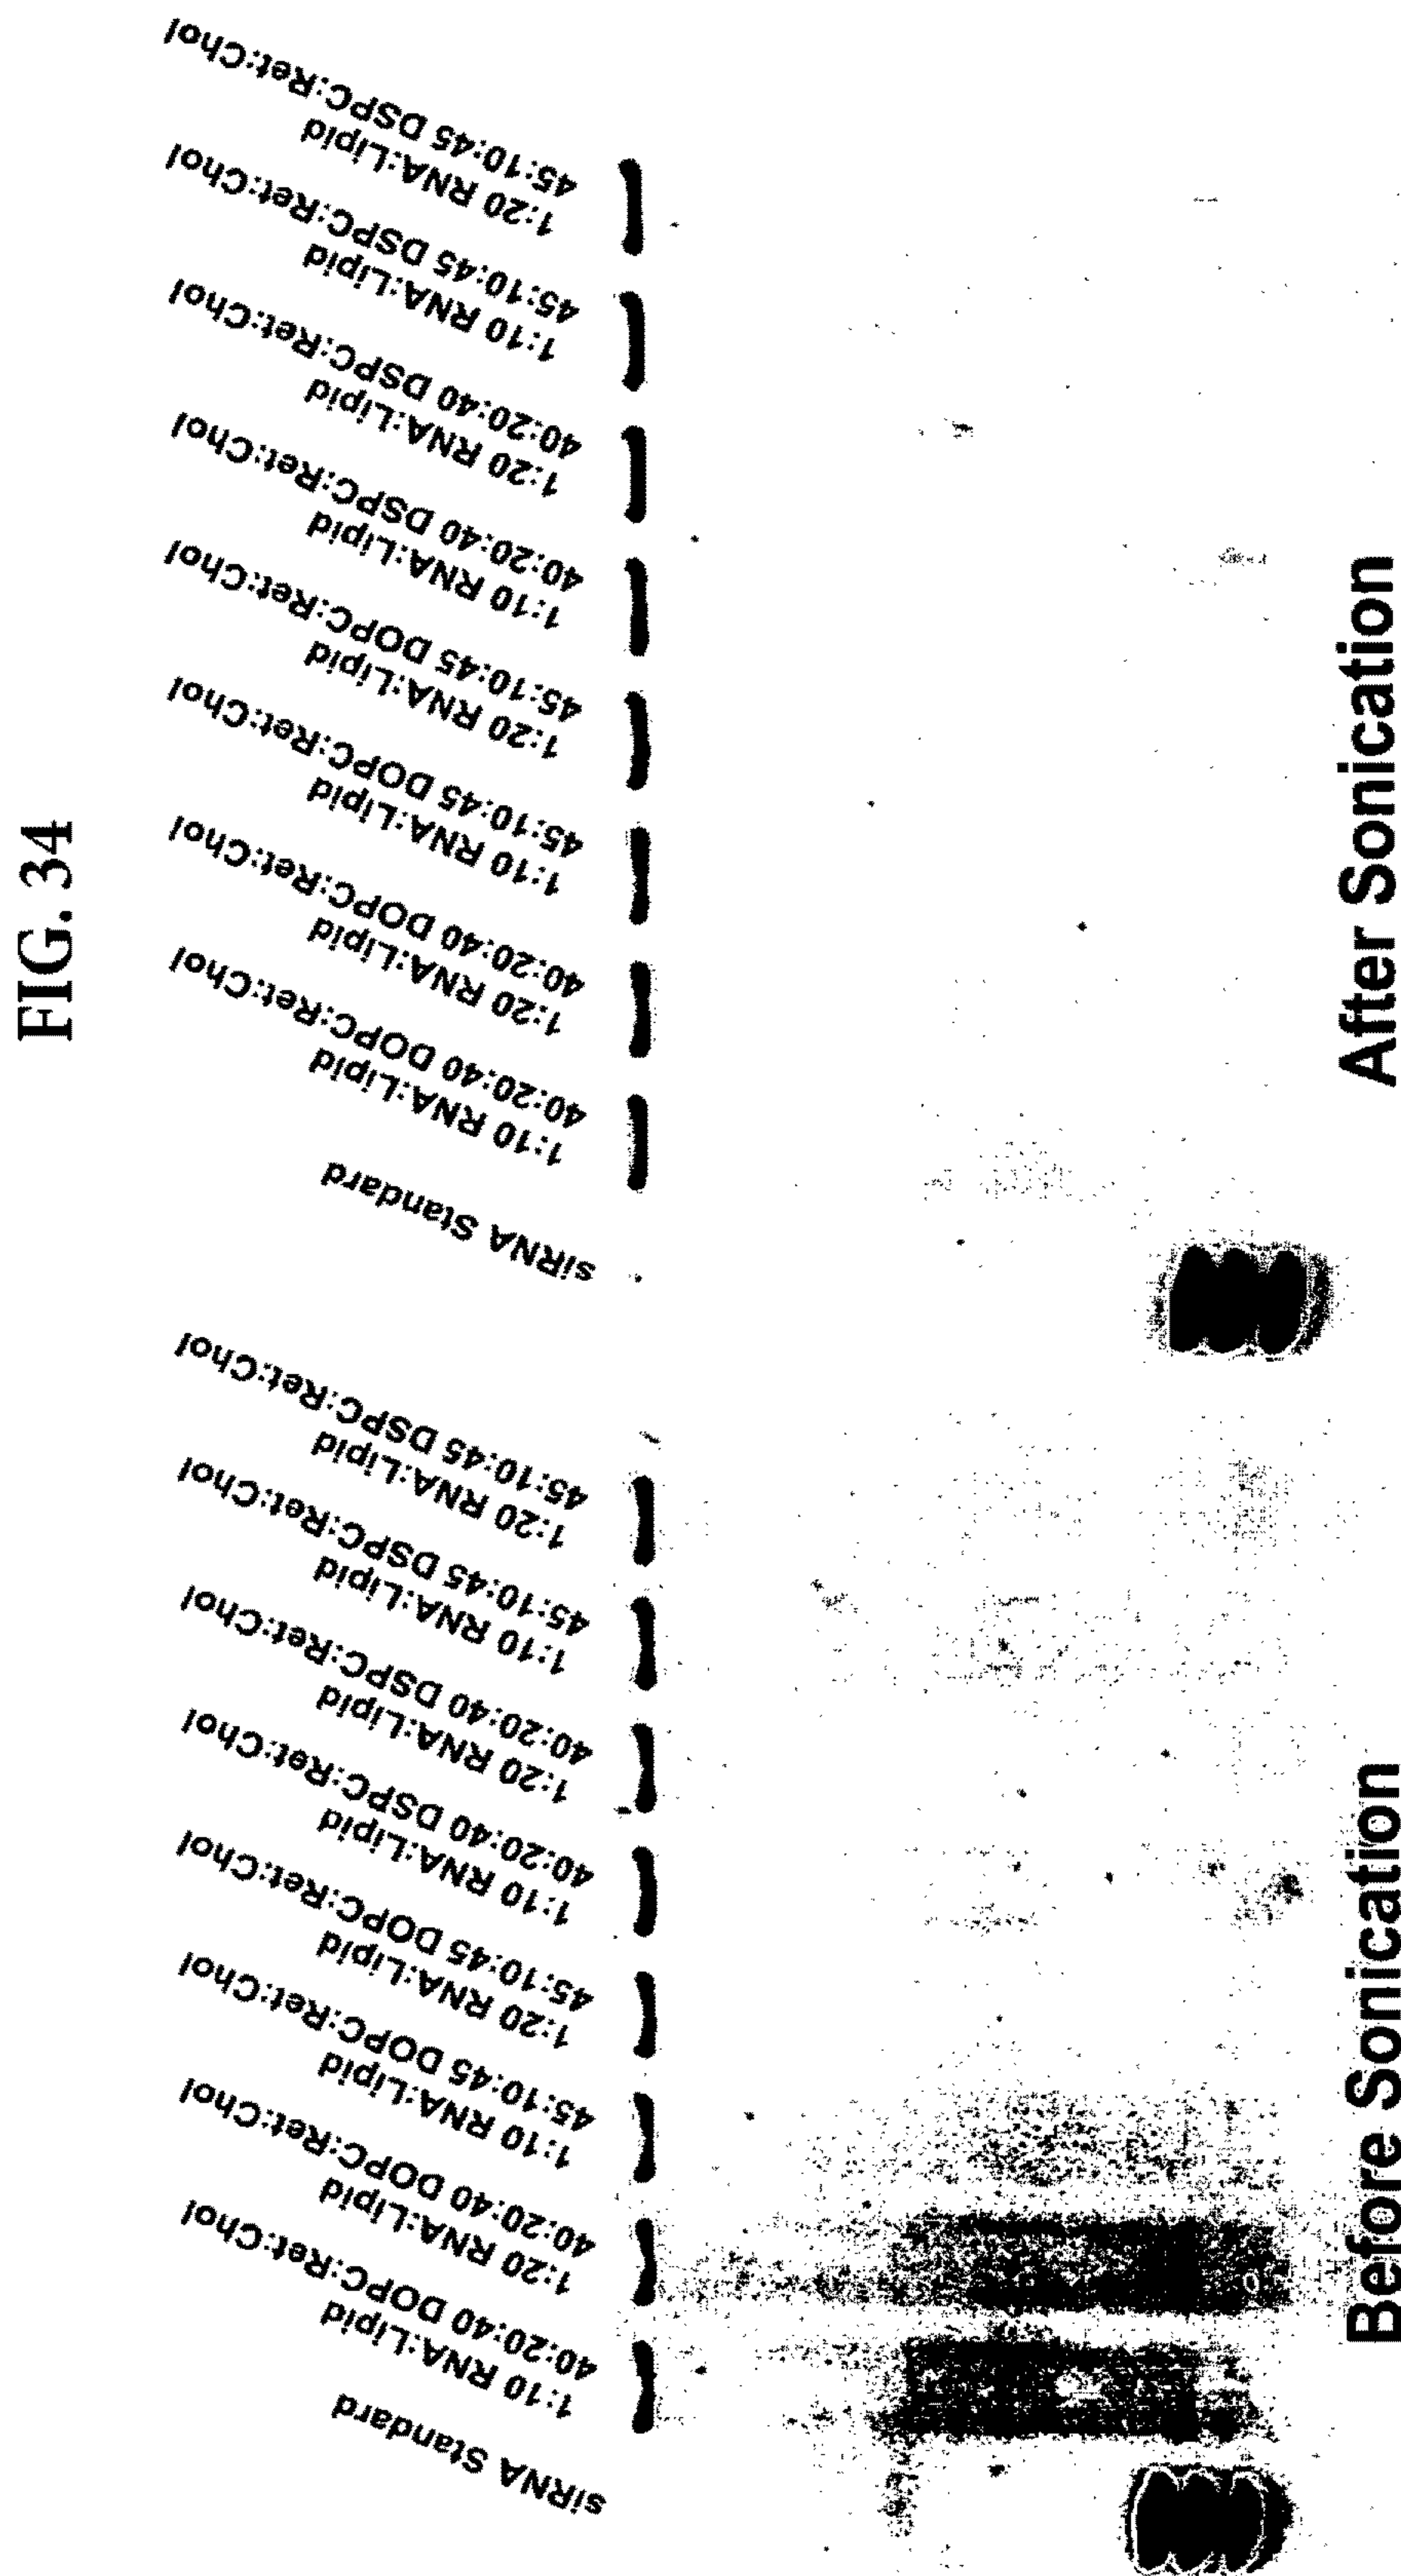 FIG. 34
siRNA Standard
1:10 RNA:Lipid
40:20:40 DOPC:Ret:Chol
1:20 RNA:Lipid
40:20:40 DOPC:Ret:Chol
1:10 RNA:Lipid
45:10:45 DOPC:Ret:Chol
1:20 RNA:Lipid
45:10:45 DOPC:Ret:Chol
1:10 RNA:Lipid
40:20:40 DSPC:Ret:Chol
1:20 RNA:Lipid
40:20:40 DSPC:Ret:Chol
1:10 RNA:Lipid
45:10:45 DSPC:Ret:Chol
1:20 RNA:Lipid
45:10:45 DSPC:Ret:Chol
siRNA Standard
1:10 RNA:Lipid
40:20:40 DOPC:Ret:Chol
1:20 RNA:Lipid
40:20:40 DOPC:Ret:Chol
1:10 RNA:Lipid
45:10:45 DOPC:Ret:Chol
1:20 RNA:Lipid
45:10:45 DOPC:Ret:Chol
1:10 RNA:Lipid
40:20:40 DSPC:Ret:Chol
1:20 RNA:Lipid
40:20:40 DSPC:Ret:Chol
1:10 RNA:Lipid
45:10:45 DSPC:Ret:Chol
1:20 RNA:Lipid
45:10:45 DSPC:Ret:Chol
Before Sonication
After Sonication